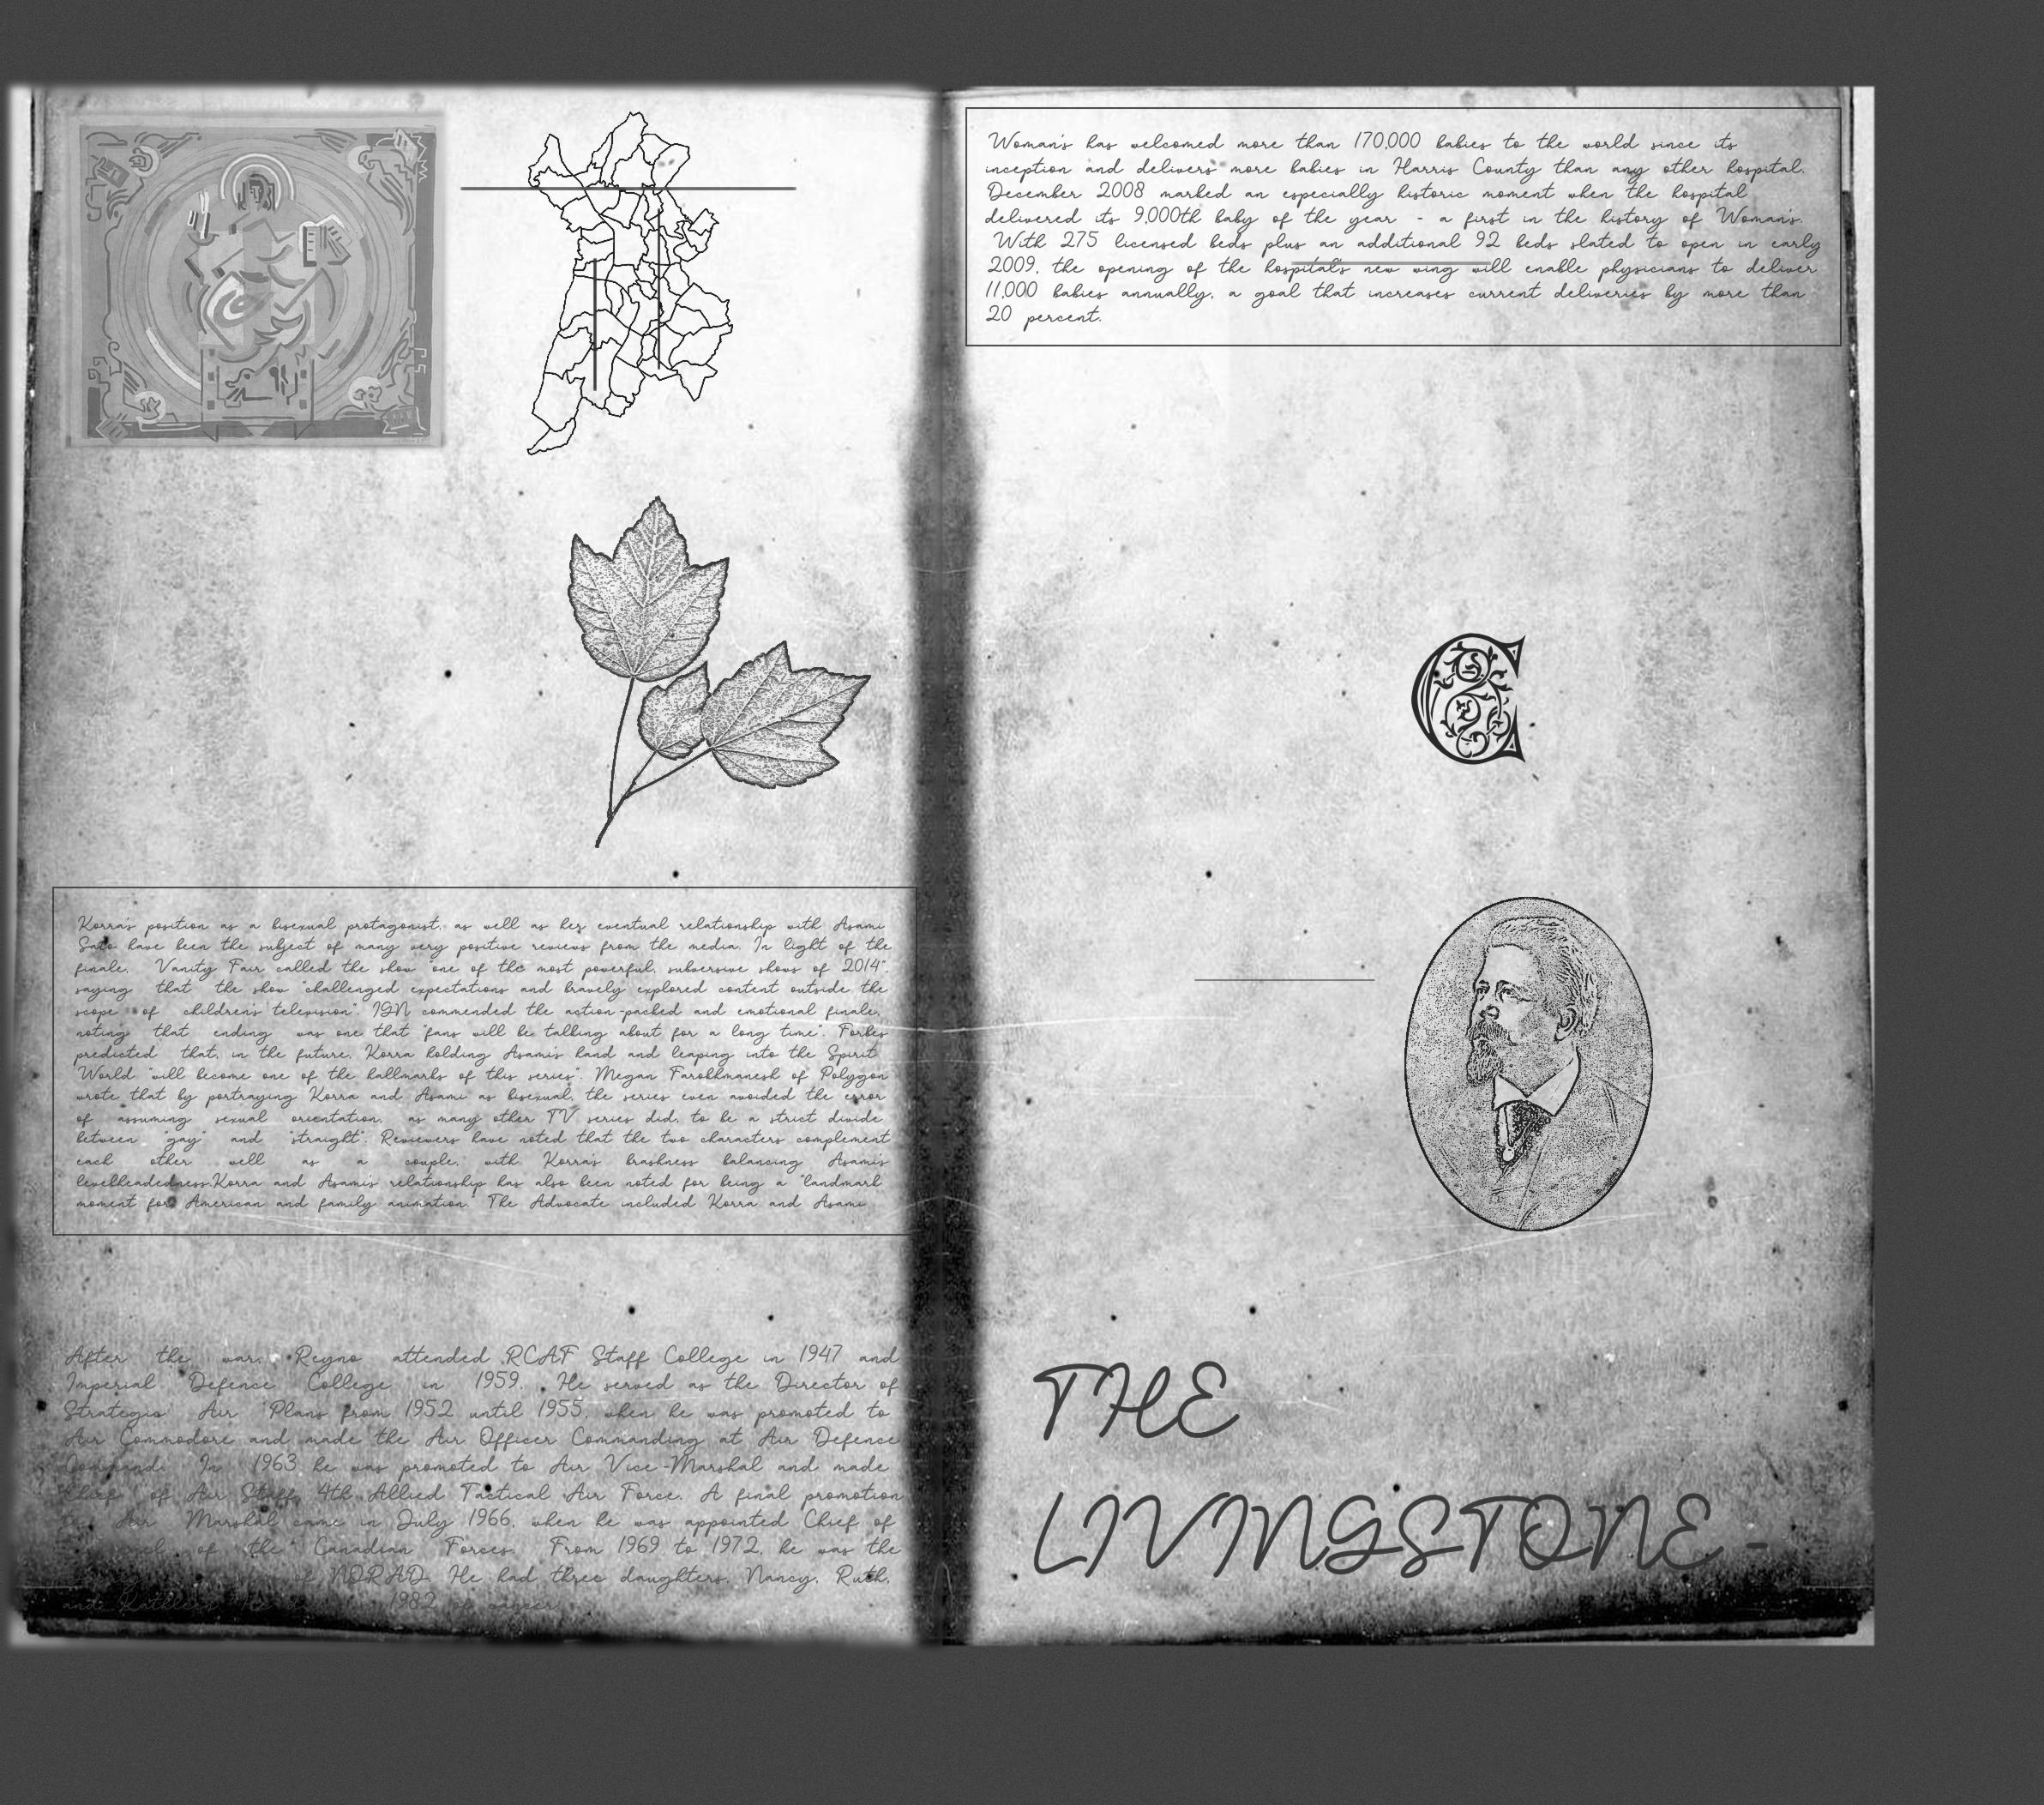 Korra's position as a bisexual protagonist, as well as her eventual relationship with Asami
Sato have been the subject of many very positive reviews from the media. In light of the
finale, Vanity Fair called the show "one of the most powerful, subversive shows of 2014",
saying that the show "challenged expectations and bravely explored content outside the
scope of children's television". IGN commended the action-packed and emotional finale,
noting that ending was one that "fans will be talking about for a long time". Forbes
predicted that, in the future, Korra holding Asami's hand and leaping into the Spirit
World "will become one of the hallmarks of this series". Megan Farokhmanesh of Polygon
wrote that by portraying Korra and Asami as bisexual, the series even avoided the error
of assuming sexual orientation, as many other TV series did, to be a strict divide
between "gay" and "straight". Reviewers have noted that the two characters complement
each other well as a couple, with Korra's brashness balancing Asami's
levelheadedness.Korra and Asami's relationship has also been noted for being a "landmark
moment for American and family animation." The Advocate included Korra and Asami
After the war, Reyno attended RCAF Staff College in 1947 and
Imperial Defence College in 1959. He served as the Director of
Strategic Air Plans from 1952 until 1955, when he was promoted to
Air Commodore and made the Air Officer Commanding at Air Defence
Command. In 1963 he was promoted to Air Vice-Marshal and made
Chief of Air Staff 4th Allied Tactical Air Force. A final promotion
to Air Marshal came in July 1966, when he was appointed Chief of
of the Canadian Forces. From 1969 to 1972, he was the
of NORAD. He had three daughters, Nancy, Ruth,
and Kathleen. 1982 of cancer.
Woman's has welcomed more than 170,000 babies to the world since its
inception and delivers more babies in Harris County than any other hospital.
December 2008 marked an especially historic moment when the hospital
delivered its 9,000th baby of the year - a first in the history of Woman's.
With 275 licensed beds plus an additional 92 beds slated to open in early
2009, the opening of the hospital's new wing will enable physicians to deliver
11,000 babies annually, a goal that increases current deliveries by more than
20 percent.
C
THE
LIVINGSTONE -